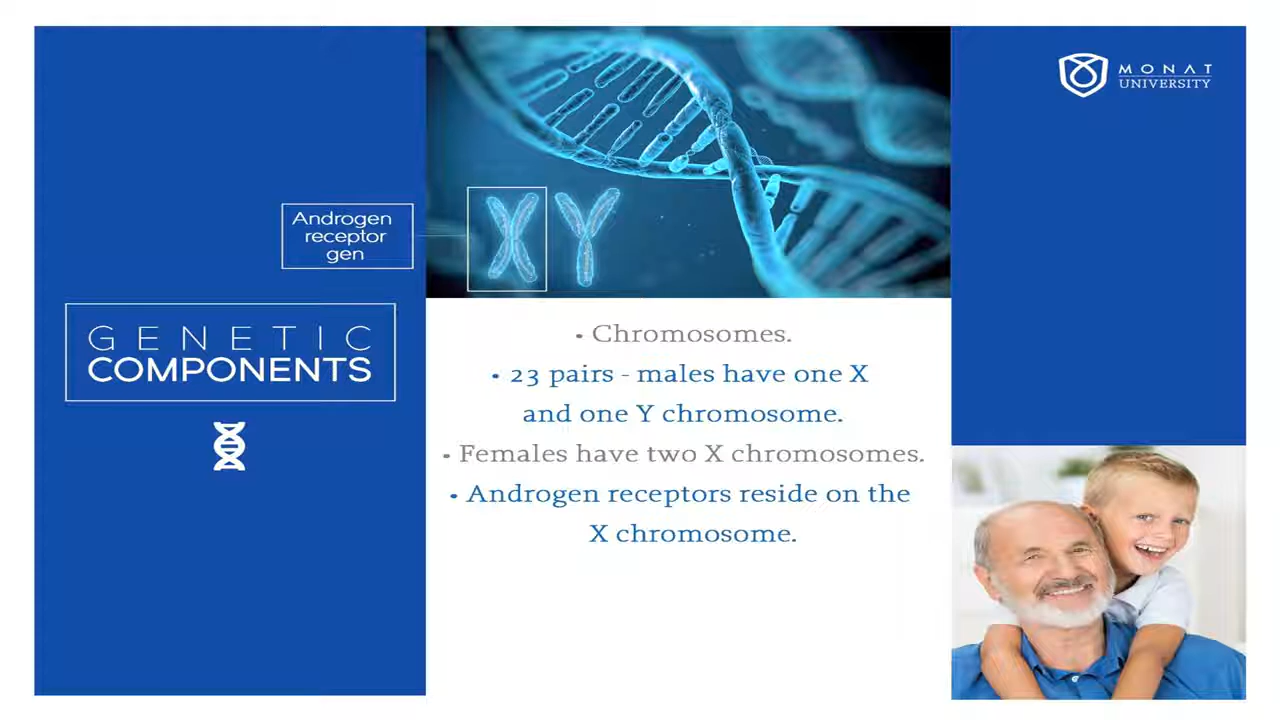 MONAT
UNIVERSITY
Androgen
receptor
gen
GENETIC
COMPONENTS
• Chromosomes.
• 23 pairs - males have one X
and one Y chromosome.
• Females have two X chromosomes.
• Androgen receptors reside on the
X chromosome.